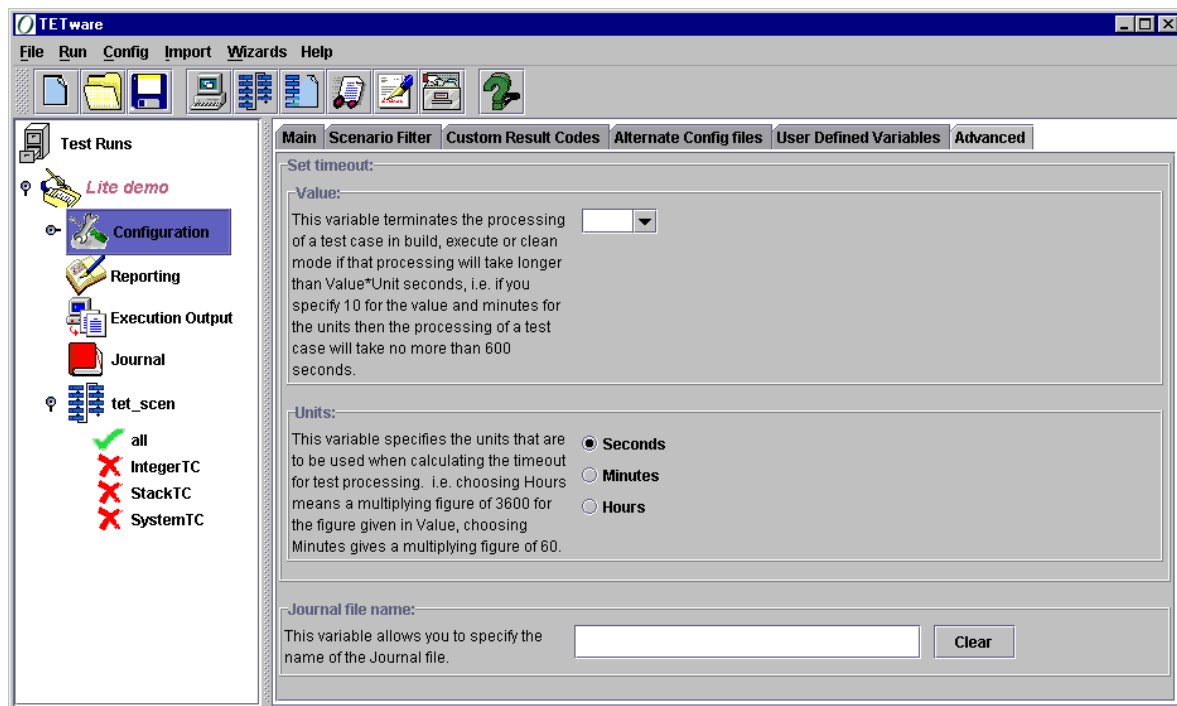 TETware
File Run Config Import Wizards Help
Test Runs
Lite demo
Configuration
Reporting
Execution Output
Journal
tet_scen
all
IntegerTC
StackTC
SystemTC
Main Scenario Filter Custom Result Codes Alternate Config files User Defined Variables Advanced
Set timeout:
Value:
This variable terminates the processing
of a test case in build, execute or clean
mode if that processing will take longer
than Value*Unit seconds, i.e. if you
specify 10 for the value and minutes for
the units then the processing of a test
case will take no more than 600
seconds.
Units:
This variable specifies the units that are
to be used when calculating the timeout
for test processing. i.e. choosing Hours
means a multiplying figure of 3600 for
the figure given in Value, choosing
Minutes gives a multiplying figure of 60.
Seconds
Minutes
Hours
Journal file name:
This variable allows you to specify the
name of the Journal file.
Clear